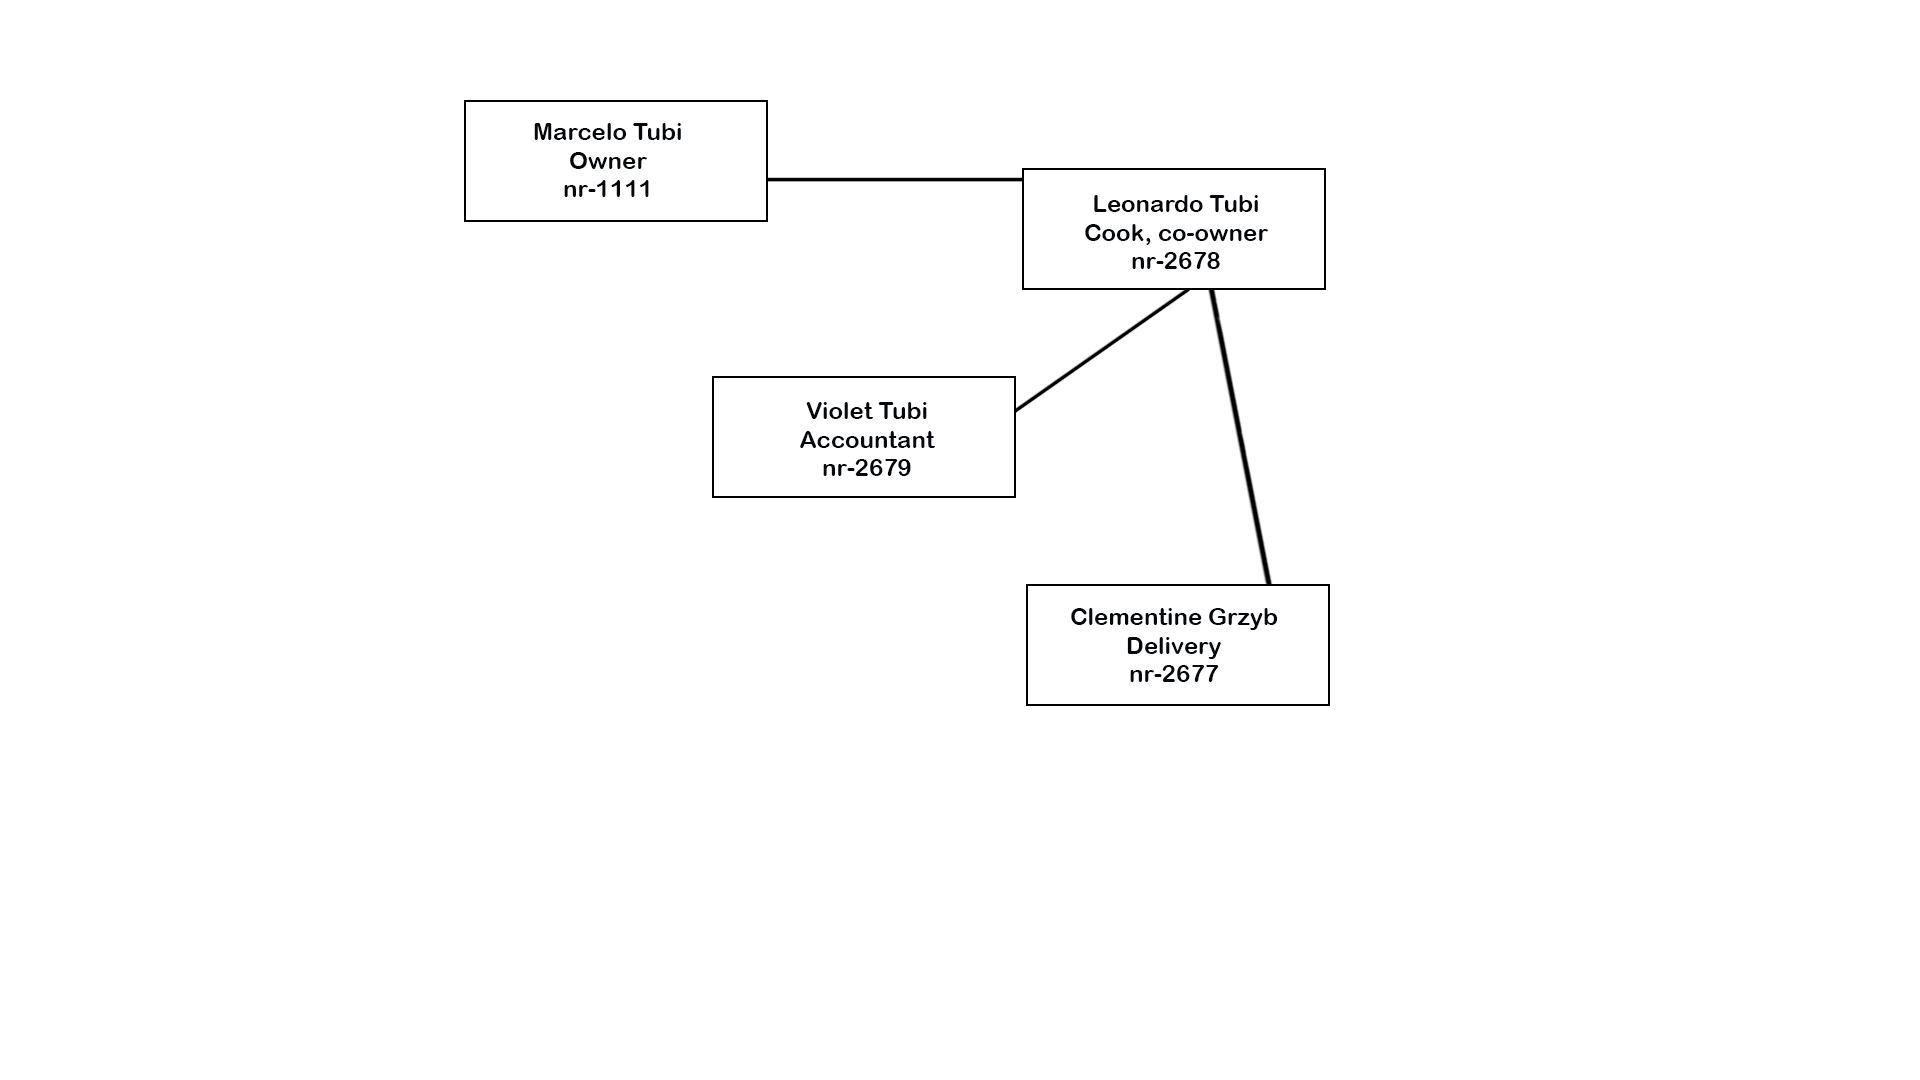 Marcelo Tubi
Owner
nr-1111
Leonardo Tubi
Cook, co-owner
nr-2678
Violet Tubi
Accountant
nr-2679
Clementine Grzyb
Delivery
nr-2677